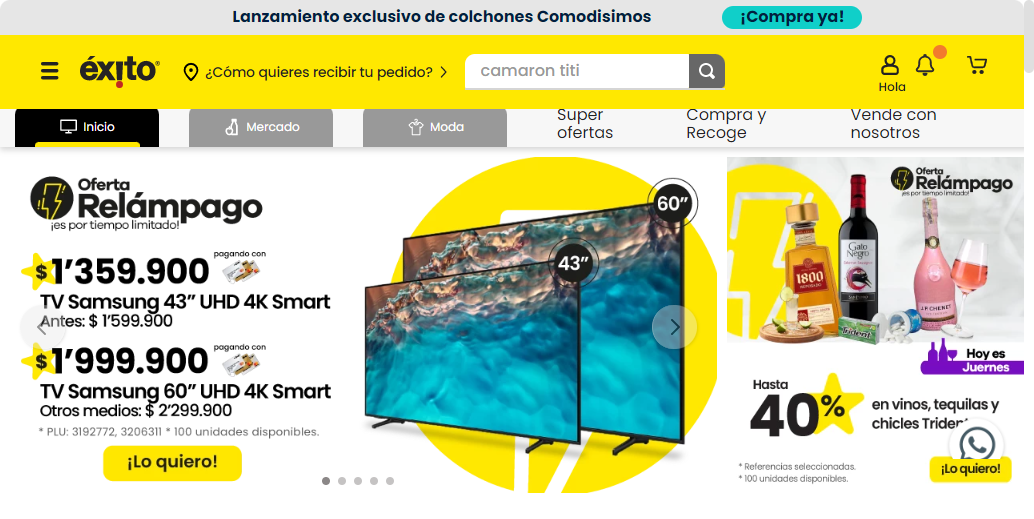 Lanzamiento exclusivo de colchones Comodisimos
¡Compra ya!
éxito
¿Cómo quieres recibir tu pedido?
camaron titi
Hola
Inicio
Mercado
Moda
Super
ofertas
Compra y
Recoge
Vende con
nosotros
Oferta
Relámpago
¡es por tiempo limitado!
$ 1'359.900
pagando con
TV Samsung 43” UHD 4K Smart
Antes: $ 1'599.900
$ 1'999.900
pagando con
TV Samsung 60” UHD 4K Smart
Otros medios: $ 2'299.900
* PLU: 3192772, 3206311 * 100 unidades disponibles.
¡Lo quiero!
60”
43”
Oferta
Relámpago
¡es por tiempo limitado!
1800
Gato
Negro
J.P. CHENET
Trident
Hoy es
Juernes
Hasta
40%
en vinos, tequilas y
chicles Trident
* Referencias seleccionadas.
* 100 unidades disponibles.
¡Lo quiero!